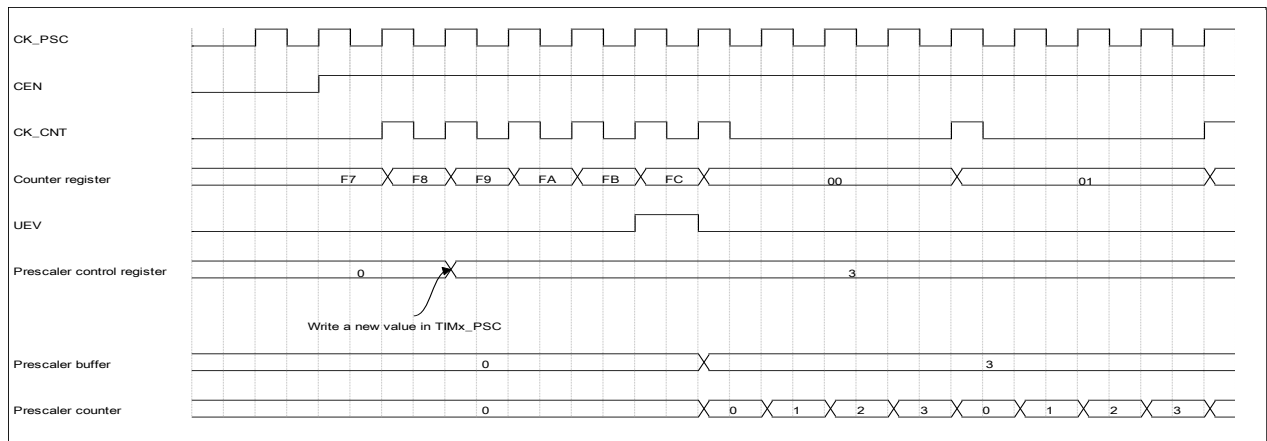 CK_PSC
CEN
CK_CNT
Counter register F7 F8 F9 FA FB FC 00 01
UEV
Prescaler control register 0 3
Write a new value in TIMx_PSC
Prescaler buffer 0 3
Prescaler counter 0 0 1 2 3 0 1 2 3